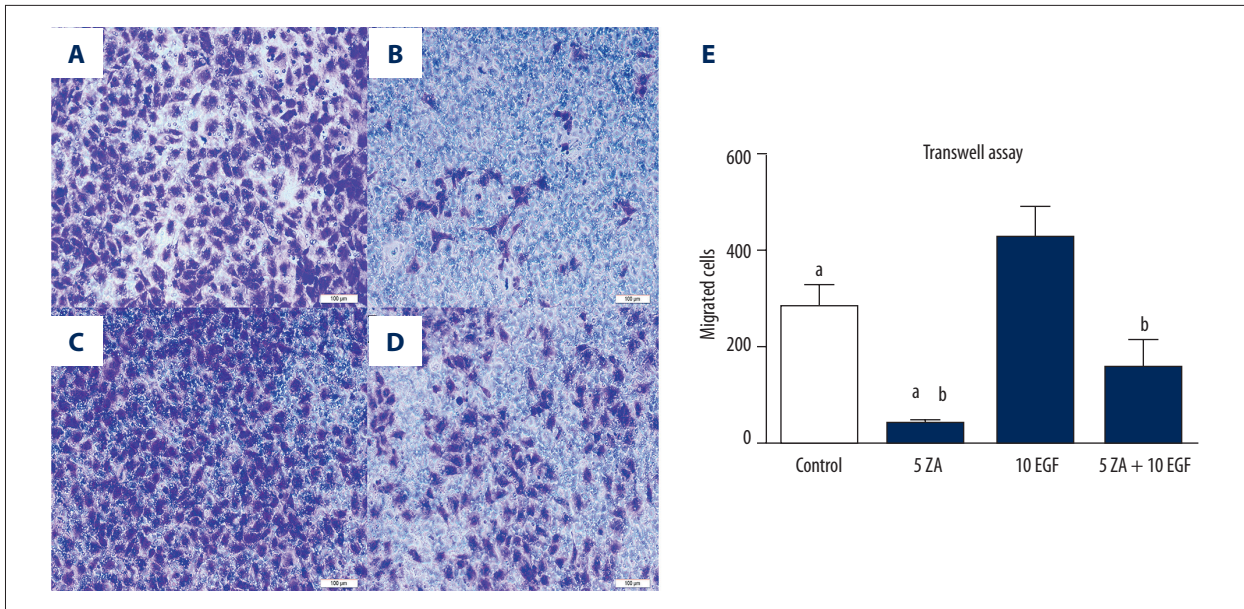 A
B
100 µm
100 µm
C
D
100 µm
100 µm
E
Transwell assay
Migrated cells
600
400
200
0
a
a b
b
Control 5 ZA 10 EGF 5 ZA + 10 EGF